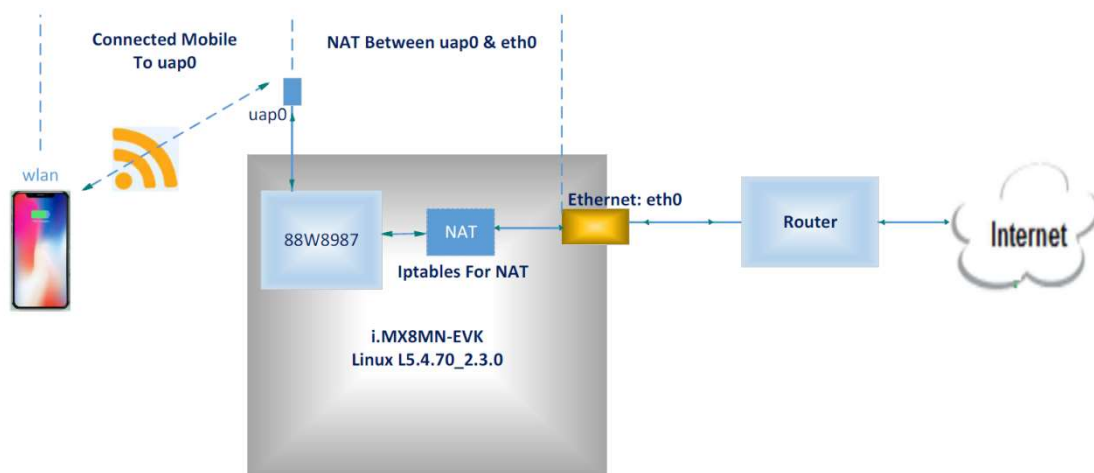 Connected Mobile
To uap0
NAT Between uap0 & eth0
uap0
wlan
Ethernet: eth0
88W8987
NAT
Router
Internet
Iptables For NAT
i.MX8MN-EVK
Linux L5.4.70_2.3.0